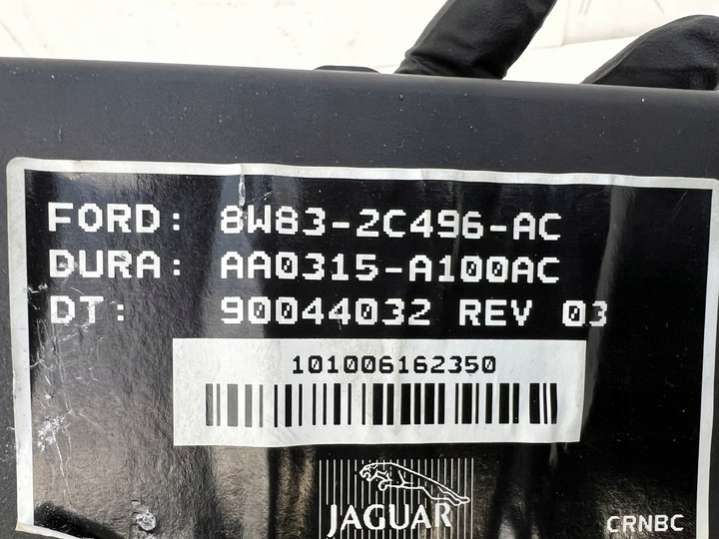 FORD: 8W83-2C496-AC
DURA: AA0315-A100AC
DT: 90044032 REV 03
101006162350
JAGUAR
CRNBC